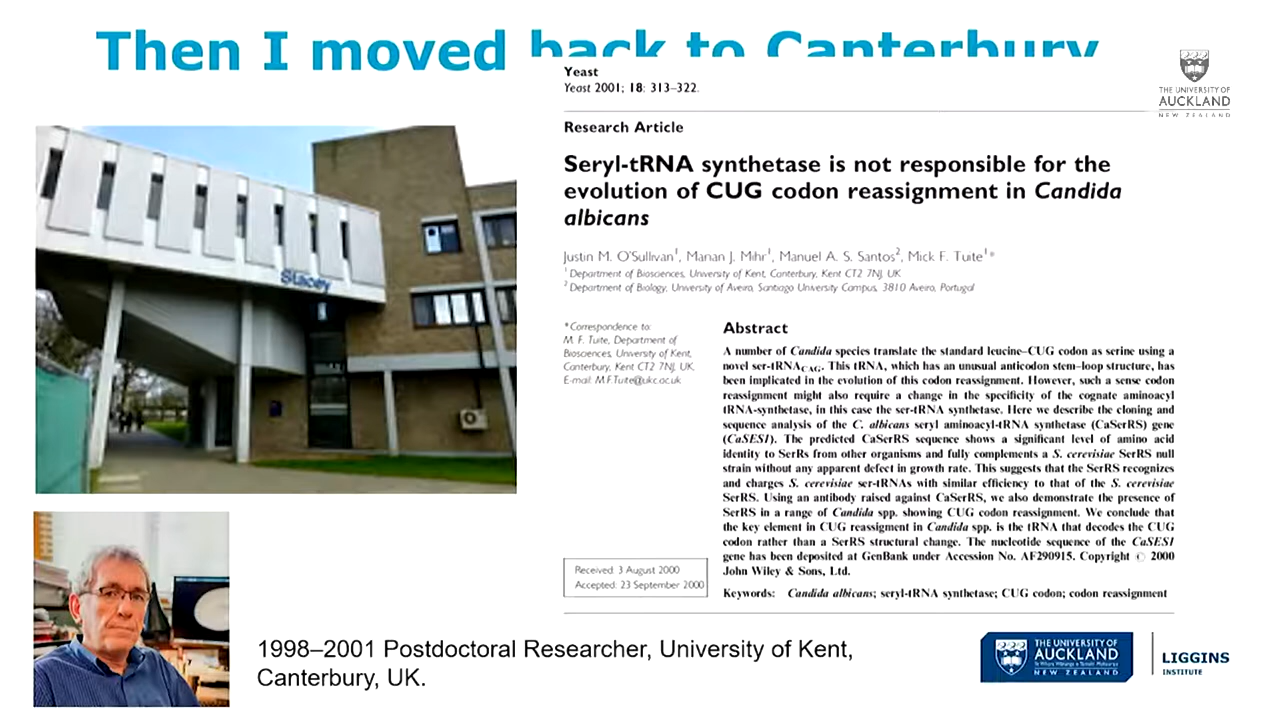 Then I moved back to Canterbury
THE UNIVERSITY OF
AUCKLAND
NEW ZEALAND
Yeast
Yeast 2001; 18: 313–322.
Research Article
Seryl-tRNA synthetase is not responsible for the
evolution of CUG codon reassignment in Candida
albicans
Justin M. O'Sullivan1, Manan J. Mihr1, Manuel A. S. Santos2, Mick F. Tuite1*
1 Department of Biosciences, University of Kent, Canterbury, Kent CT2 7NJ, UK
2 Department of Biology, University of Aveiro, Santiago University Campus, 3810 Aveiro, Portugal
Stacey
*Correspondence to:
M. F. Tuite, Department of
Biosciences, University of Kent,
Canterbury, Kent CT2 7NJ, UK.
E-mail: M.F.Tuite@ukc.ac.uk
Abstract
A number of Candida species translate the standard leucine–CUG codon as serine using a
novel ser-tRNACAG. This tRNA, which has an unusual anticodon stem–loop structure, has
been implicated in the evolution of this codon reassignment. However, such a sense codon
reassignment might also require a change in the specificity of the cognate aminoacyl
tRNA-synthetase, in this case the ser-tRNA synthetase. Here we describe the cloning and
sequence analysis of the C. albicans seryl aminoacyl-tRNA synthetase (CaSerRS) gene
(CaSES1). The predicted CaSerRS sequence shows a significant level of amino acid
identity to SerRs from other organisms and fully complements a S. cerevisiae SerRS null
strain without any apparent defect in growth rate. This suggests that the SerRS recognizes
and charges S. cerevisiae ser-tRNAs with similar efficiency to that of the S. cerevisiae
SerRS. Using an antibody raised against CaSerRS, we also demonstrate the presence of
SerRS in a range of Candida spp. showing CUG codon reassignment. We conclude that
the key element in CUG reassigment in Candida spp. is the tRNA that decodes the CUG
codon rather than a SerRS structural change. The nucleotide sequence of the CaSES1
gene has been deposited at GenBank under Accession No. AF290915. Copyright © 2000
John Wiley & Sons, Ltd.
Received: 3 August 2000
Accepted: 23 September 2000
Keywords: Candida albicans; seryl-tRNA synthetase; CUG codon; codon reassignment
1998–2001 Postdoctoral Researcher, University of Kent,
Canterbury, UK.
THE UNIVERSITY OF
AUCKLAND
NEW ZEALAND
LIGGINS
INSTITUTE